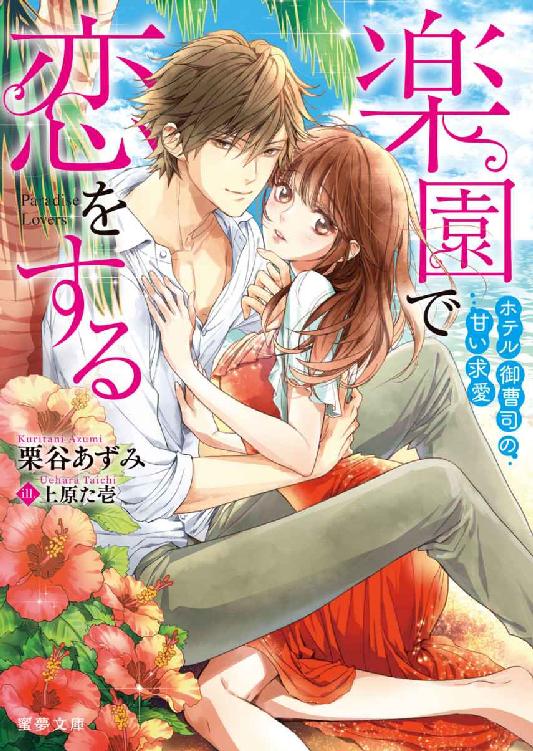 楽園で
恋をする
Paradise
Lovers
ホテル御曹司の
甘い求愛
Kuritani Azumi
栗谷あずみ
Uehara Taichi
ill 上原た壱
蜜夢文庫